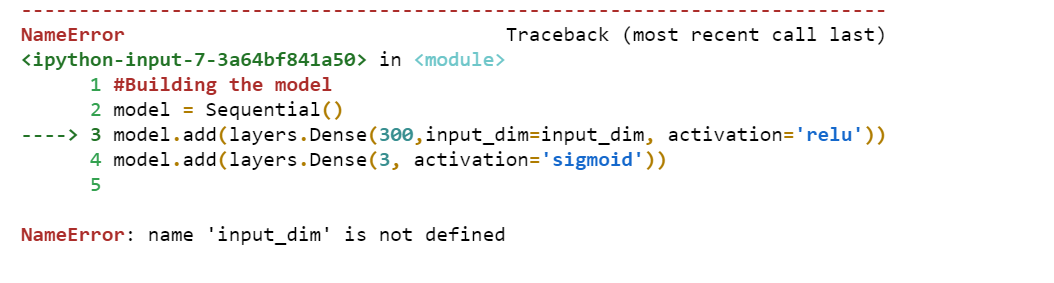 ---------------------------------------------------------------------------
NameError                                 Traceback (most recent call last)
<ipython-input-7-3a64bf841a50> in <module>
      1 #Building the model
      2 model = Sequential()
----> 3 model.add(layers.Dense(300,input_dim=input_dim, activation='relu'))
      4 model.add(layers.Dense(3, activation='sigmoid'))
      5
NameError: name 'input_dim' is not defined